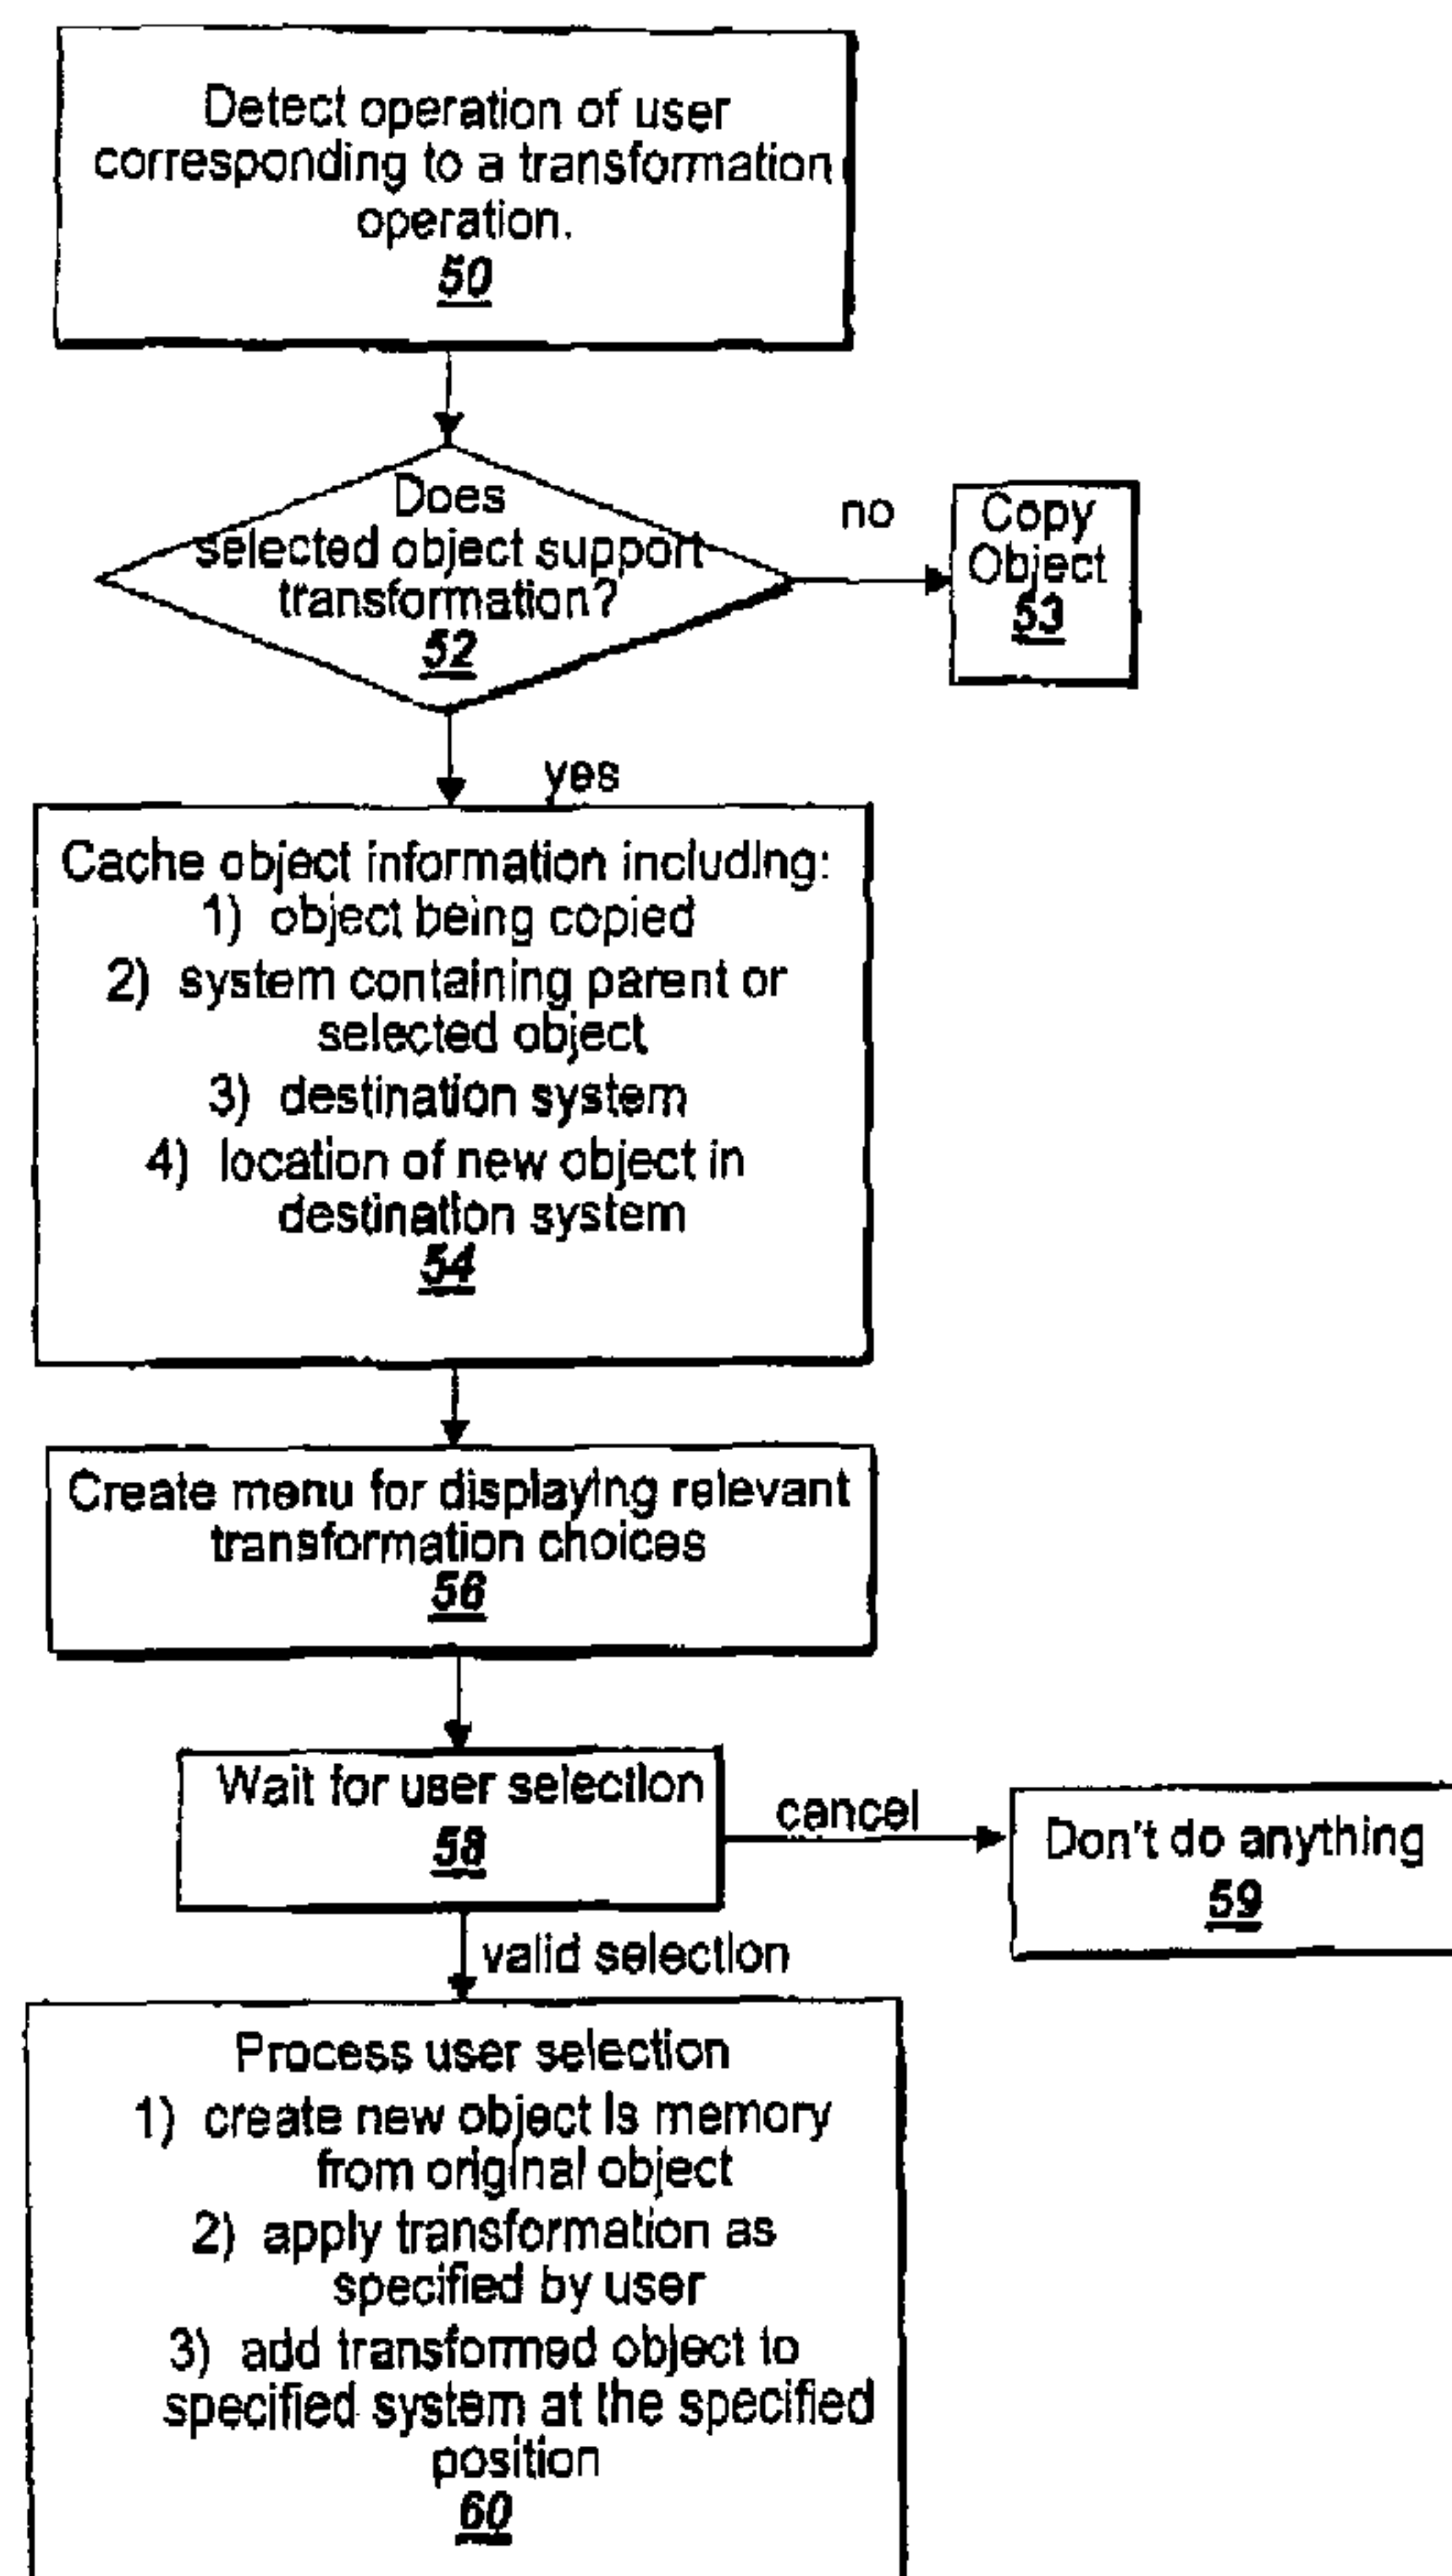 Detect operation of user
corresponding to a transformation
operation.
50
Does
selected object support
transformation?
52
no
Copy
Object
53
yes
Cache object information including:
1) object being copied
2) system containing parent or
selected object
3) destination system
4) location of new object in
destination system
54
Create menu for displaying relevant
transformation choices
56
Wait for user selection
58
cancel
Don't do anything
59
valid selection
Process user selection
1) create new object is memory
from original object
2) apply transformation as
specified by user
3) add transformed object to
specified system at the specified
position
60